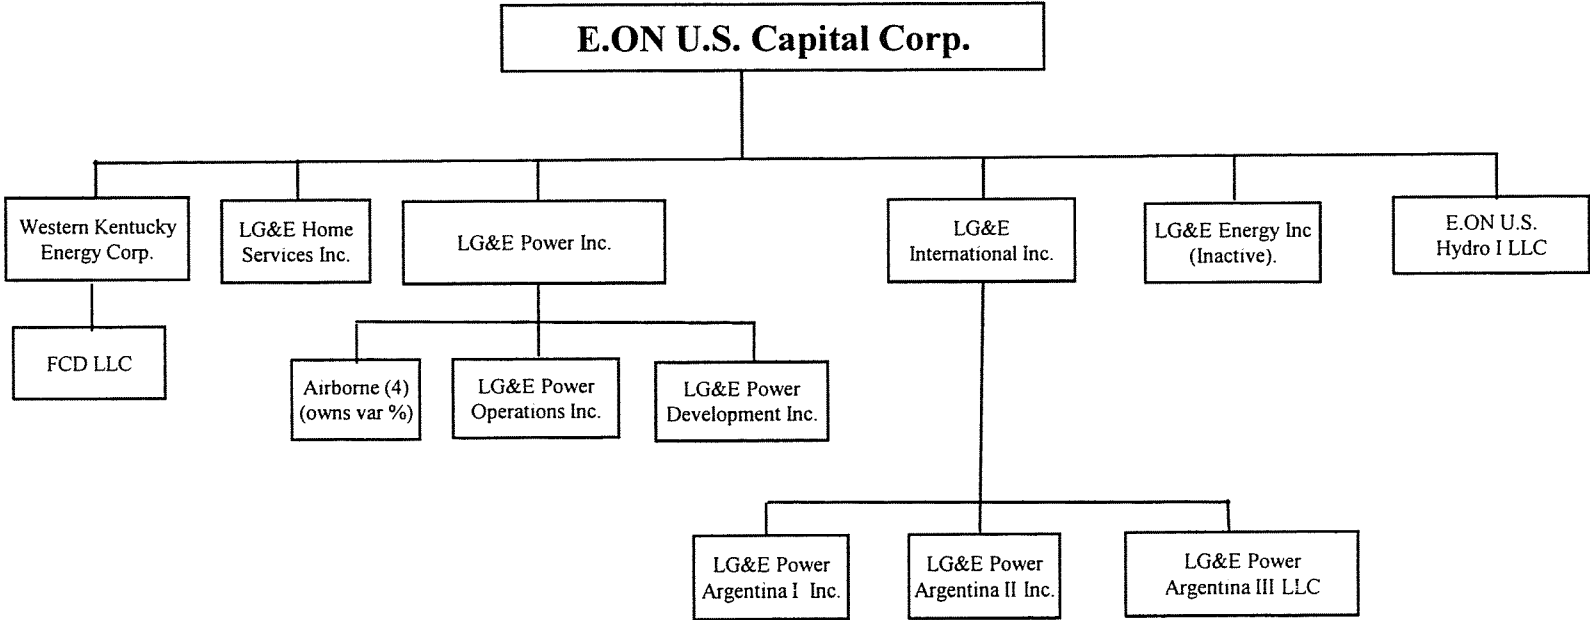 E.ON U.S. Capital Corp.
Western Kentucky
Energy Corp.
LG&E Home
Services Inc.
LG&E Power Inc.
LG&E
International Inc.
LG&E Energy Inc
(Inactive).
E.ON U.S.
Hydro I LLC
FCD LLC
Airborne (4)
(owns var %)
LG&E Power
Operations Inc.
LG&E Power
Development Inc.
LG&E Power
Argentina I Inc.
LG&E Power
Argentina II Inc.
LG&E Power
Argentina III LLC